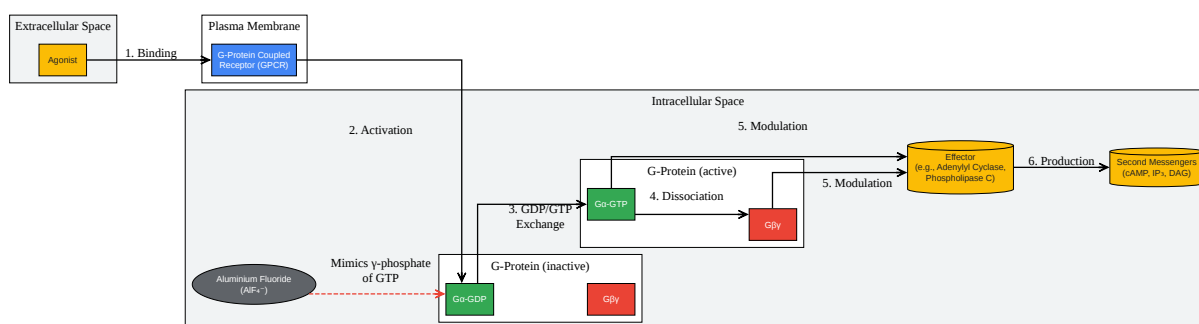 Extracellular Space
Agonist
1. Binding
Plasma Membrane
G-Protein Coupled
Receptor (GPCR)
Intracellular Space
2. Activation
5. Modulation
G-Protein (active)
Gα-GTP
4. Dissociation
Gβγ
3. GDP/GTP
Exchange
5. Modulation
Effector
(e.g., Adenylyl Cyclase,
Phospholipase C)
6. Production
Second Messengers
(cAMP, IP₃, DAG)
Aluminium Fluoride
(AlF₄⁻)
Mimics γ-phosphate
of GTP
G-Protein (inactive)
Gα-GDP
Gβγ